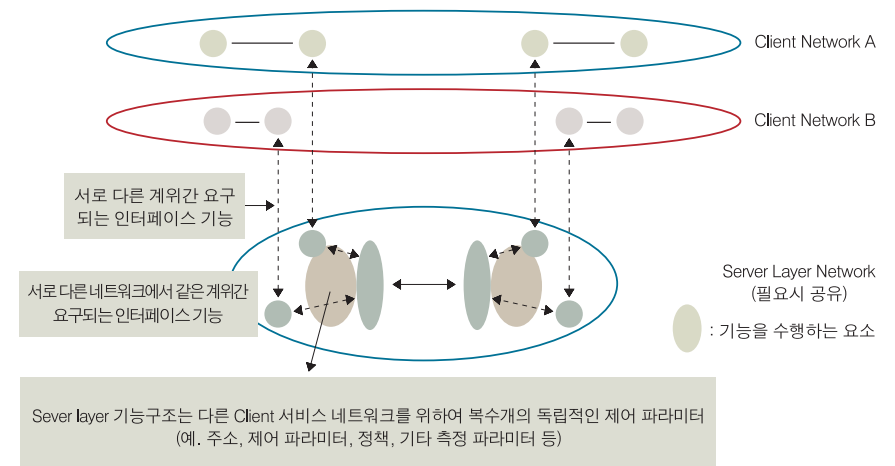 Client Network A
Client Network B
서로 다른 계위간 요구
되는 인터페이스 기능
서로 다른 네트워크에서 같은 계위간
요구되는 인터페이스 기능
Server Layer Network
(필요시 공유)
: 기능을 수행하는 요소
Sever layer 기능구조는 다른 Client 서비스 네트워크를 위하여 복수개의 독립적인 제어 파라미터
(예. 주소, 제어 파라미터, 정책, 기타 측정 파라미터 등)